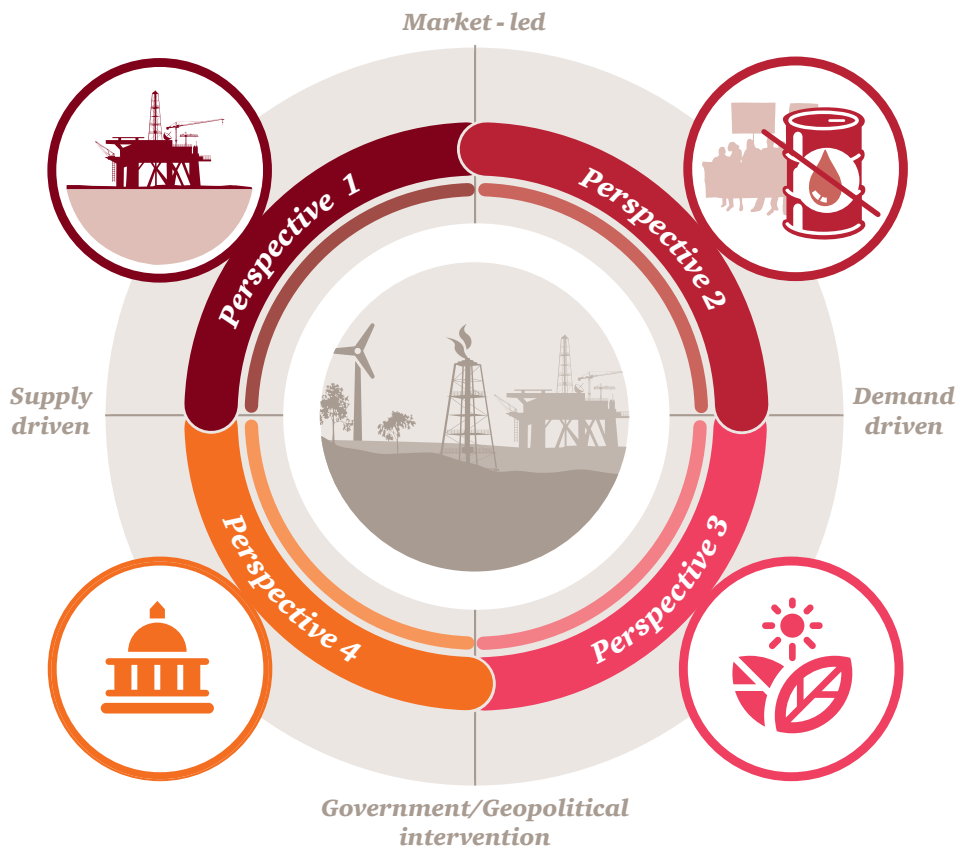 Market - led
Perspective 1
Perspective 2
Supply
driven
Demand
driven
Perspective 4
Perspective 3
Government/Geopolitical
intervention